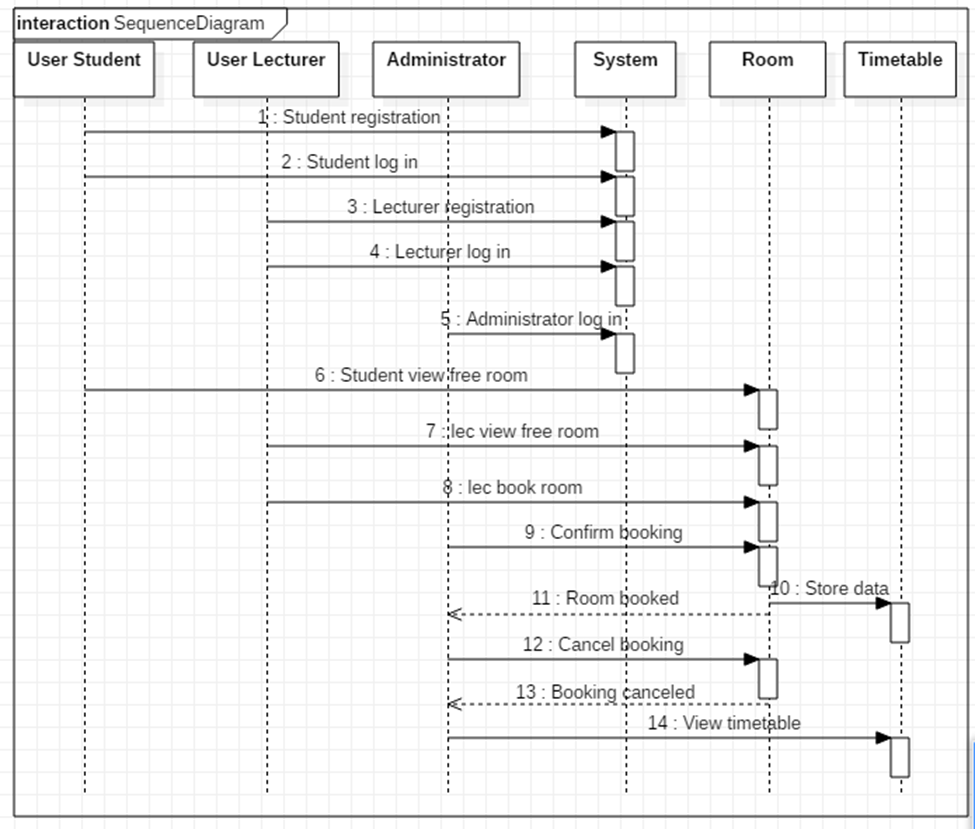 interaction SequenceDiagram
User Student
User Lecturer
Administrator
System
Room
Timetable
1 : Student registration
2 : Student log in
3 : Lecturer registration
4 : Lecturer log in
5 : Administrator log in
6 : Student view free room
7 : lec view free room
8 : lec book room
9 : Confirm booking
10 : Store data
11 : Room booked
12 : Cancel booking
13 : Booking canceled
14 : View timetable